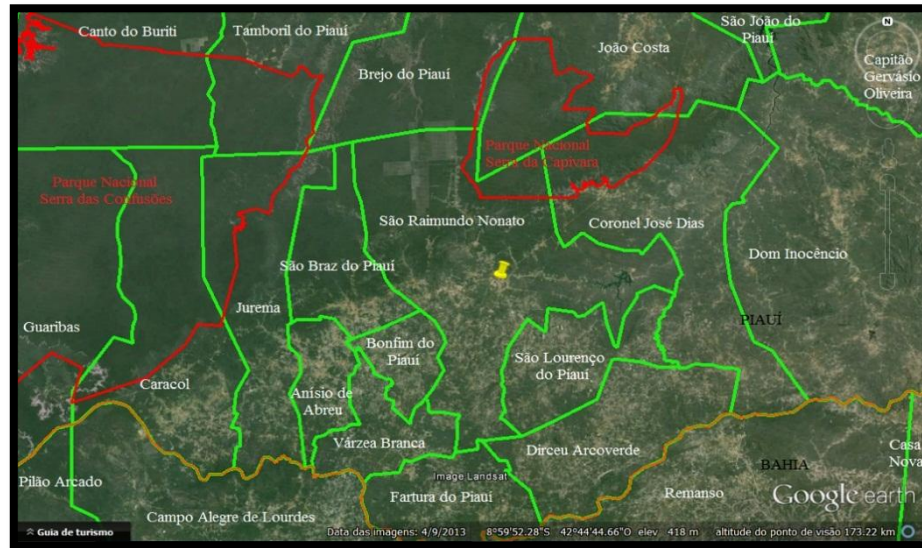 Canto do Buriti
Tamboril do Piauí
Brejo do Piauí
João Costa
São João do
Piauí
N
Capitão
Gervásio
Oliveira
Parque Nacional
Serra das Confusões
Parque Nacional
Serra da Capivara
São Raimundo Nonato
Coronel José Dias
Dom Inocêncio
São Braz do Piauí
Jurema
Guaribas
Bonfim do
Piauí
São Lourenço
do Piauí
PIAUÍ
Caracol
Anísio de
Abreu
Várzea Branca
Dirceu Arcoverde
Casa
Nova
Pilão Arcado
Image Landsat
BAHIA
Fartura do Piauí
Remanso
Campo Alegre de Lourdes
Google earth
Guia de turismo
Data das imagens: 4/9/2013 8°59'52.28"S 42°44'44.66"O elev 418 m altitude do ponto de visão 173.22 km